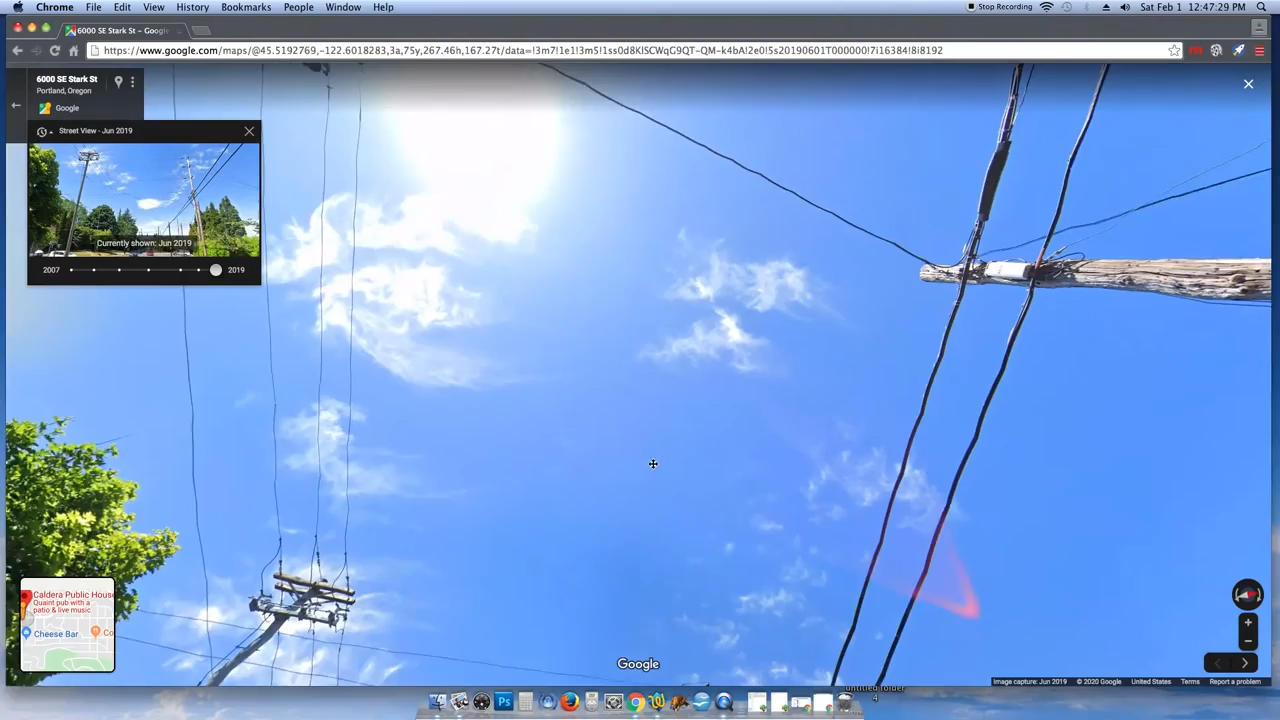 Chrome File Edit View History Bookmarks People Window Help Stop Recording Sat Feb 1 12:47:29 PM
6000 SE Stark St – Google
https://www.google.com/maps/@45.5192769,-122.6018283,3a,75y,267.46h,167.27t/data=!3m7!1e1!3m5!1ss0d8KlSCWqG9QT-QM-k4bA!2e0!5s20190601T000000!7i16384!8i8192
6000 SE Stark St
Portland, Oregon
Google
Street View - Jun 2019
Currently shown: Jun 2019
2007 2019
Caldera Public House
Quaint pub with a
patio & live music
Cheese Bar Co
Google
Image capture: Jun 2019 © 2020 Google United States Terms Report a problem
untitled folder
4